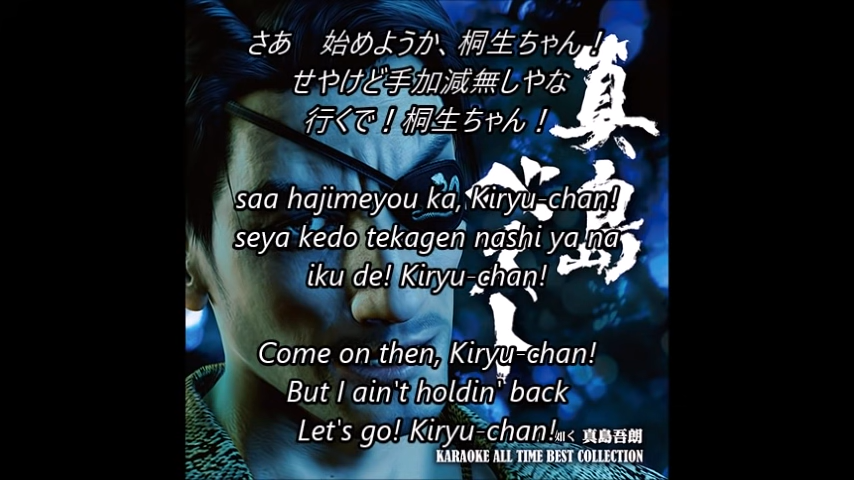 さあ　始めようか、桐生ちゃん！
せやけど手加減無しやな
行くで！桐生ちゃん！
saa hajimeyou ka, Kiryu-chan!
seya kedo tekagen nashi ya na
iku de! Kiryu-chan!
Come on then, Kiryu-chan!
But I ain't holdin' back
Let's go! Kiryu-chan!
真島
ベスト
如く 真島吾朗
KARAOKE ALL TIME BEST COLLECTION